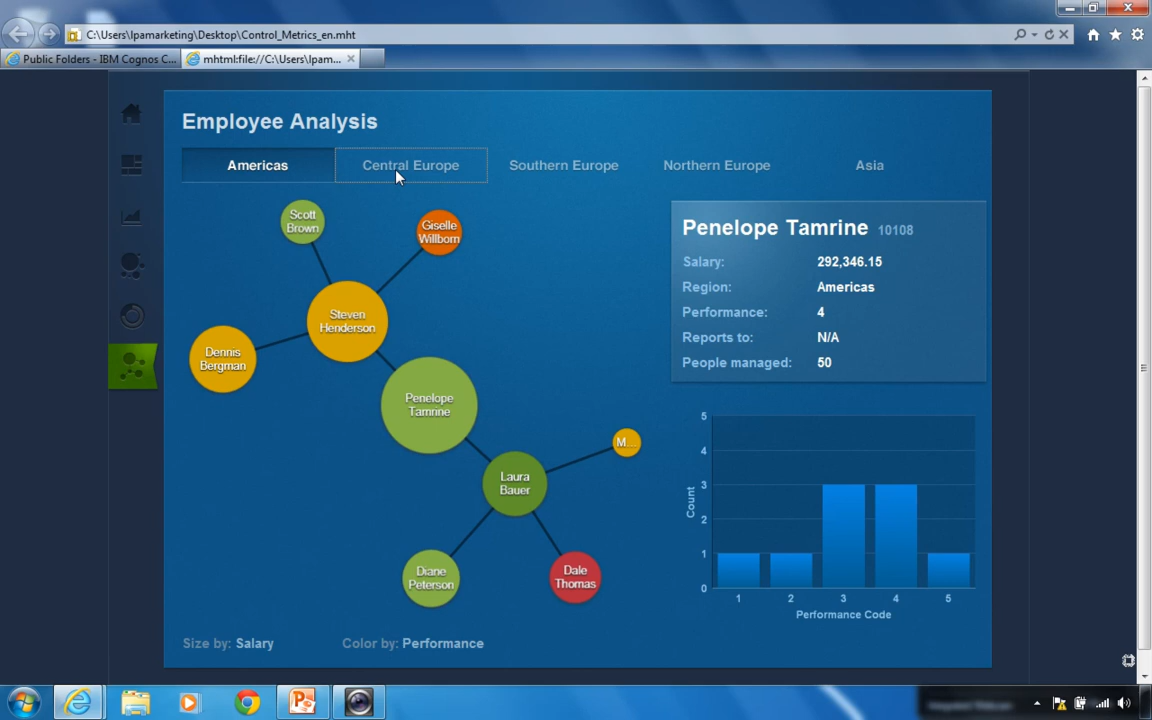 C:\Users\lpamarketing\Desktop\Control_Metrics_en.mht
Public Folders - IBM Cognos C...
mhtml:file://C:\Users\lpam...
Employee Analysis
Americas
Central Europe
Southern Europe
Northern Europe
Asia
Scott
Brown
Giselle
Willborn
Steven
Henderson
Dennis
Bergman
Penelope
Tamrine
M...
Laura
Bauer
Diane
Peterson
Dale
Thomas
Size by: Salary
Color by: Performance
Penelope Tamrine 10108
Salary: 292,346.15
Region: Americas
Performance: 4
Reports to: N/A
People managed: 50
5
4
3
2
1
0
Count
1 2 3 4 5
Performance Code